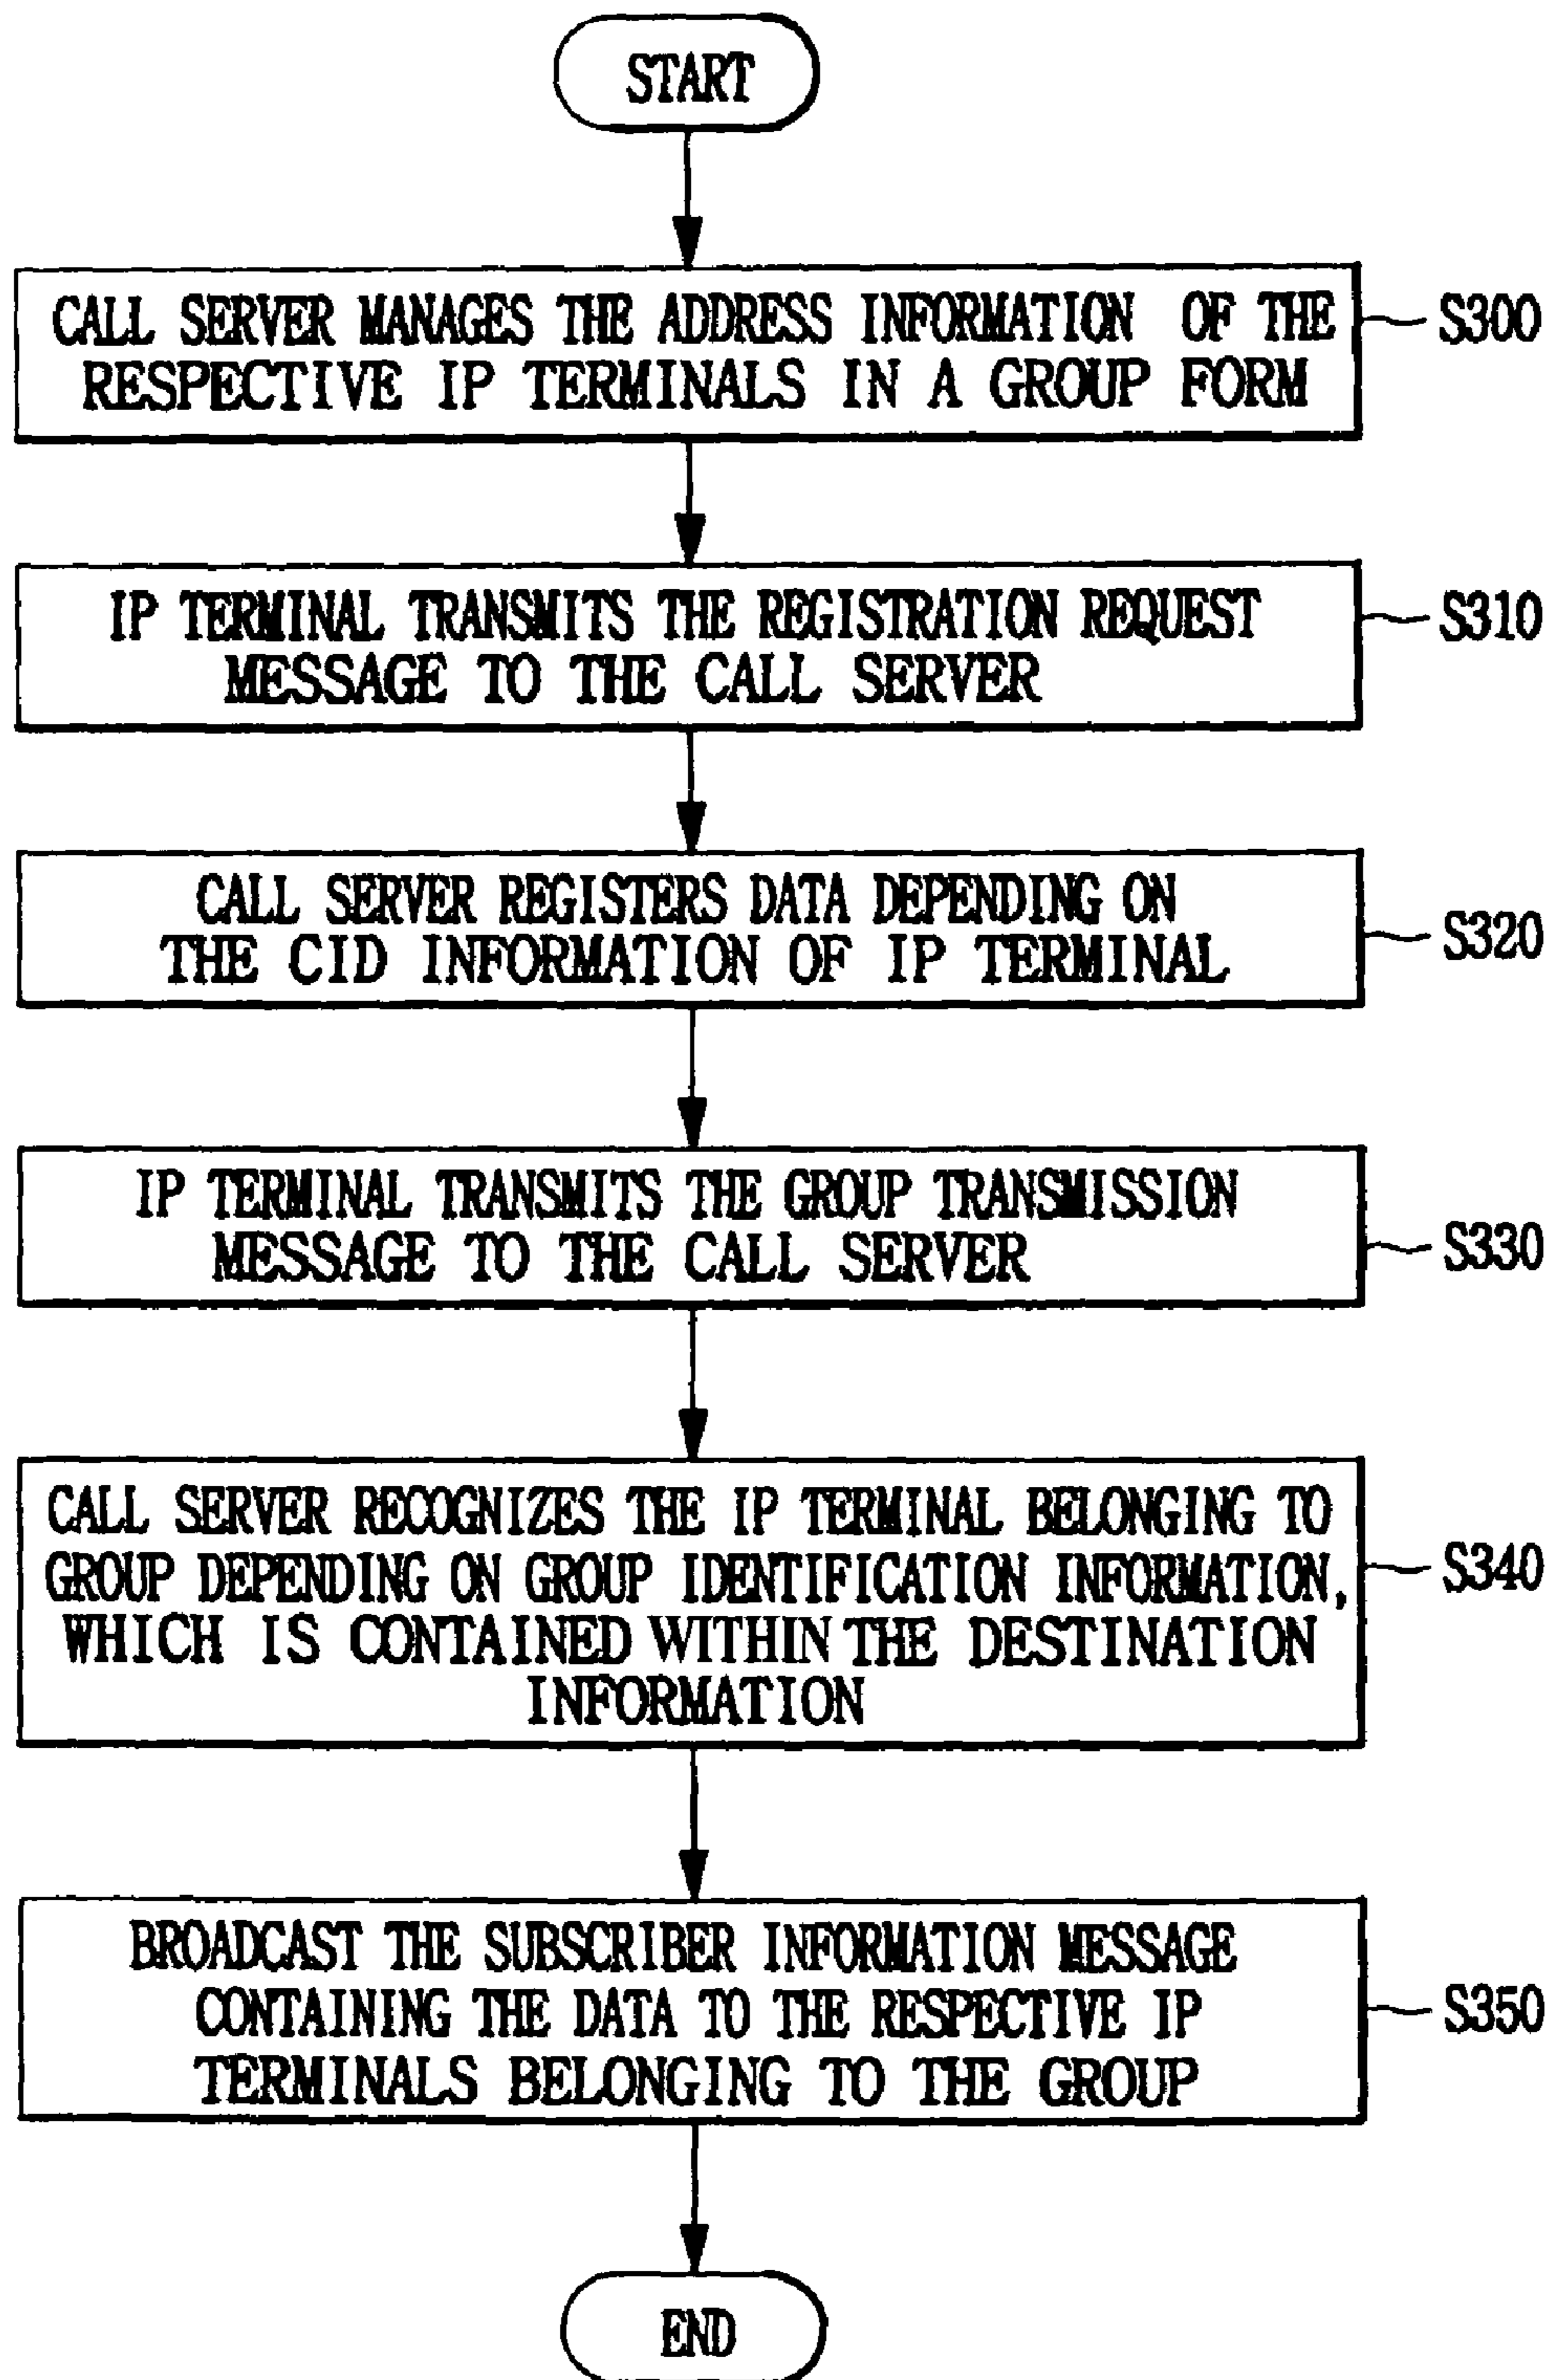 START
CALL SERVER MANAGES THE ADDRESS INFORMATION OF THE
RESPECTIVE IP TERMINALS IN A GROUP FORM
S300
IP TERMINAL TRANSMITS THE REGISTRATION REQUEST
MESSAGE TO THE CALL SERVER
S310
CALL SERVER REGISTERS DATA DEPENDING ON
THE CID INFORMATION OF IP TERMINAL
S320
IP TERMINAL TRANSMITS THE GROUP TRANSMISSION
MESSAGE TO THE CALL SERVER
S330
CALL SERVER RECOGNIZES THE IP TERMINAL BELONGING TO
GROUP DEPENDING ON GROUP IDENTIFICATION INFORMATION,
WHICH IS CONTAINED WITHIN THE DESTINATION
INFORMATION
S340
BROADCAST THE SUBSCRIBER INFORMATION MESSAGE
CONTAINING THE DATA TO THE RESPECTIVE IP
TERMINALS BELONGING TO THE GROUP
S350
END